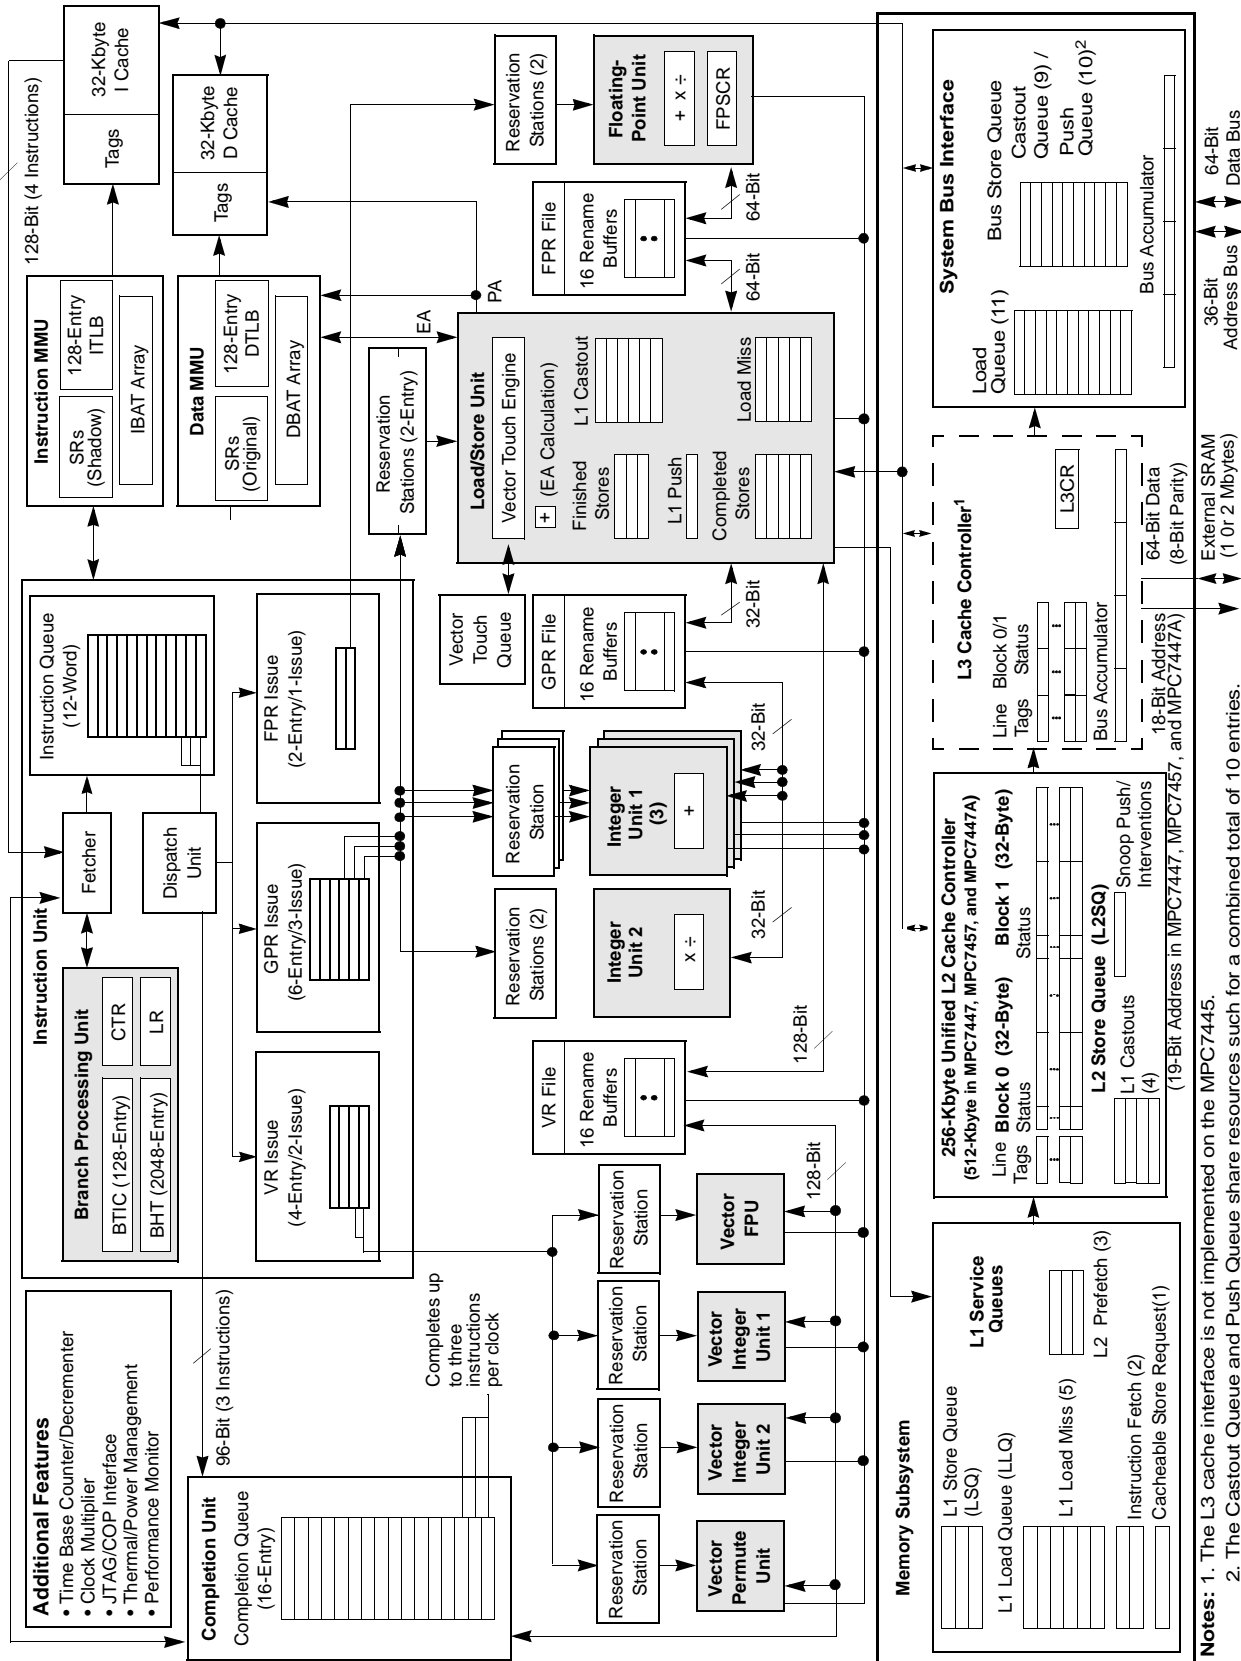 Additional Features
• Time Base Counter/Decrementer
• Clock Multiplier
• JTAG/COP Interface
• Thermal/Power Management
• Performance Monitor
Instruction Unit
Branch Processing Unit
BTIC (128-Entry)
CTR
BHT (2048-Entry)
LR
Fetcher
Dispatch
Unit
Instruction Queue
(12-Word)
96-Bit (3 Instructions)
128-Bit (4 Instructions)
VR Issue
(4-Entry/2-Issue)
GPR Issue
(6-Entry/3-Issue)
FPR Issue
(2-Entry/1-Issue)
Instruction MMU
SRs
(Shadow)
128-Entry
ITLB
IBAT Array
Tags
32-Kbyte
I Cache
Data MMU
SRs
(Original)
128-Entry
DTLB
DBAT Array
Tags
32-Kbyte
D Cache
Completion Unit
Completion Queue
(16-Entry)
Completes up
to three
instructions
per clock
Reservation
Stations (2-Entry)
EA
PA
Vector
Touch
Queue
Load/Store Unit
Vector Touch Engine
+
(EA Calculation)
Finished
Stores
L1 Castout
L1 Push
Completed
Stores
Load Miss
Reservation
Station
Reservation
Station
Reservation
Station
Reservation
Station
Vector
Permute
Unit
Vector
Integer
Unit 2
Vector
Integer
Unit 1
Vector
FPU
128-Bit
VR File
16 Rename
Buffers
128-Bit
Reservation
Stations (2)
Integer
Unit 2
x ÷
32-Bit
Reservation
Station
Integer
Unit 1
(3)
+
32-Bit
GPR File
16 Rename
Buffers
32-Bit
FPR File
16 Rename
Buffers
64-Bit
64-Bit
Reservation
Stations (2)
Floating-
Point Unit
+ x ÷
FPSCR
Memory Subsystem
L1 Service
Queues
L1 Store Queue
(LSQ)
L1 Load Queue (LLQ)
L1 Load Miss (5)
L2 Prefetch (3)
Instruction Fetch (2)
Cacheable Store Request(1)
256-Kbyte Unified L2 Cache Controller
(512-Kbyte in MPC7447, MPC7457, and MPC7447A)
Line
Tags
Block 0 (32-Byte)
Status
Block 1 (32-Byte)
Status
L2 Store Queue (L2SQ)
L1 Castouts
(4)
Snoop Push/
Interventions
L3 Cache Controller1
Line
Tags
Block 0/1
Status
L3CR
Bus Accumulator
18-Bit Address
(19-Bit Address in MPC7447, MPC7457, and MPC7447A)
64-Bit Data
(8-Bit Parity)
External SRAM
(1 0r 2 Mbytes)
System Bus Interface
Load
Queue (11)
Bus Store Queue
Castout
Queue (9) /
Push
Queue (10)2
Bus Accumulator
36-Bit
Address Bus
64-Bit
Data Bus
Notes: 1. The L3 cache interface is not implemented on the MPC7445.
2. The Castout Queue and Push Queue share resources such for a combined total of 10 entries.